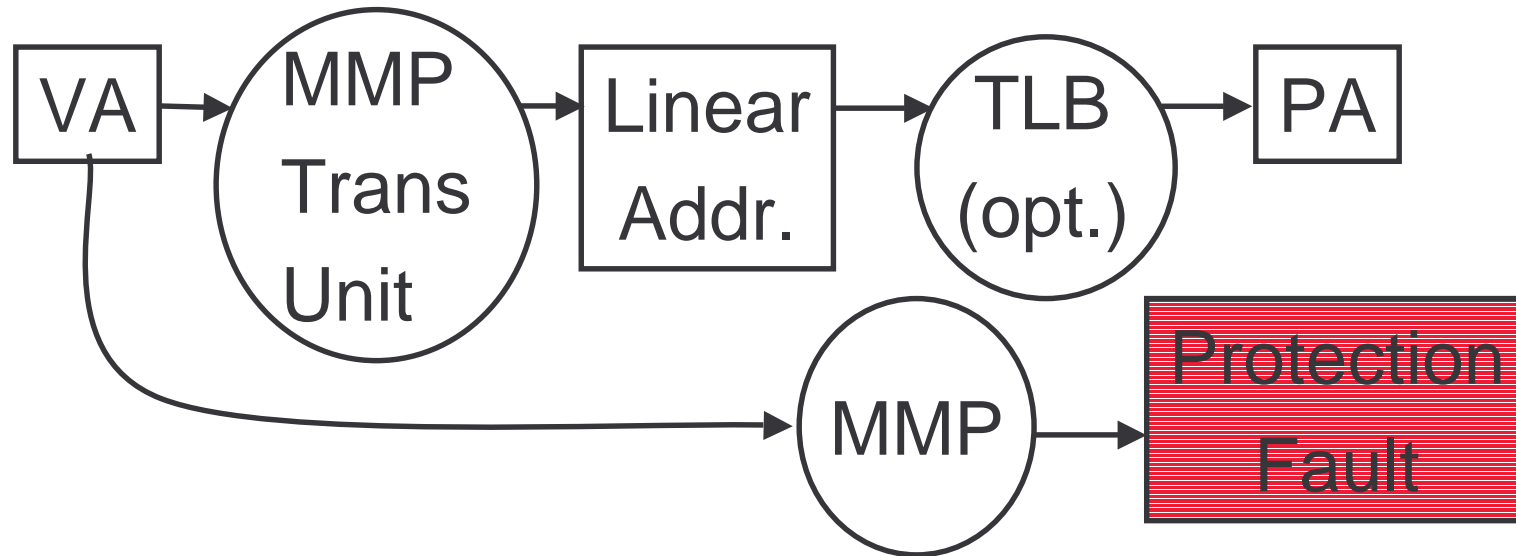 VA
MMP
Trans
Unit
Linear
Addr.
TLB
(opt.)
PA
MMP
Protection
Fault